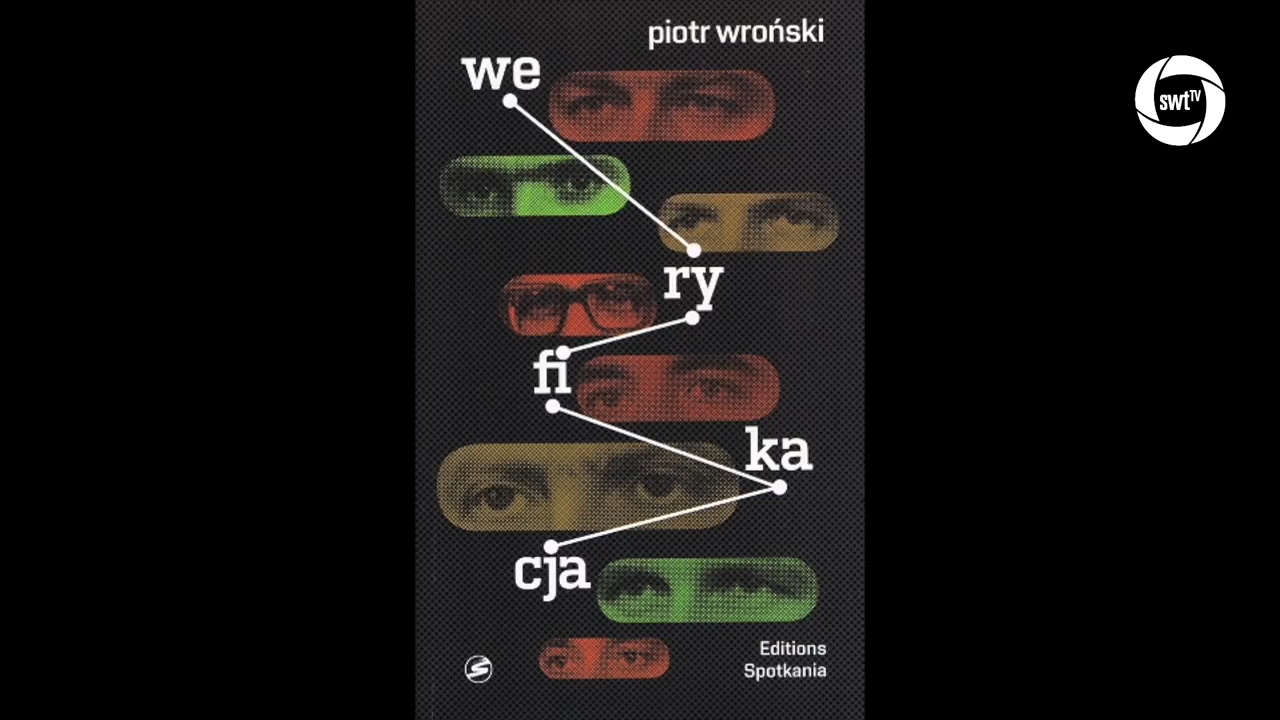 piotr wroński
we
ry
fi
ka
cja
Editions
Spotkania
swtTV